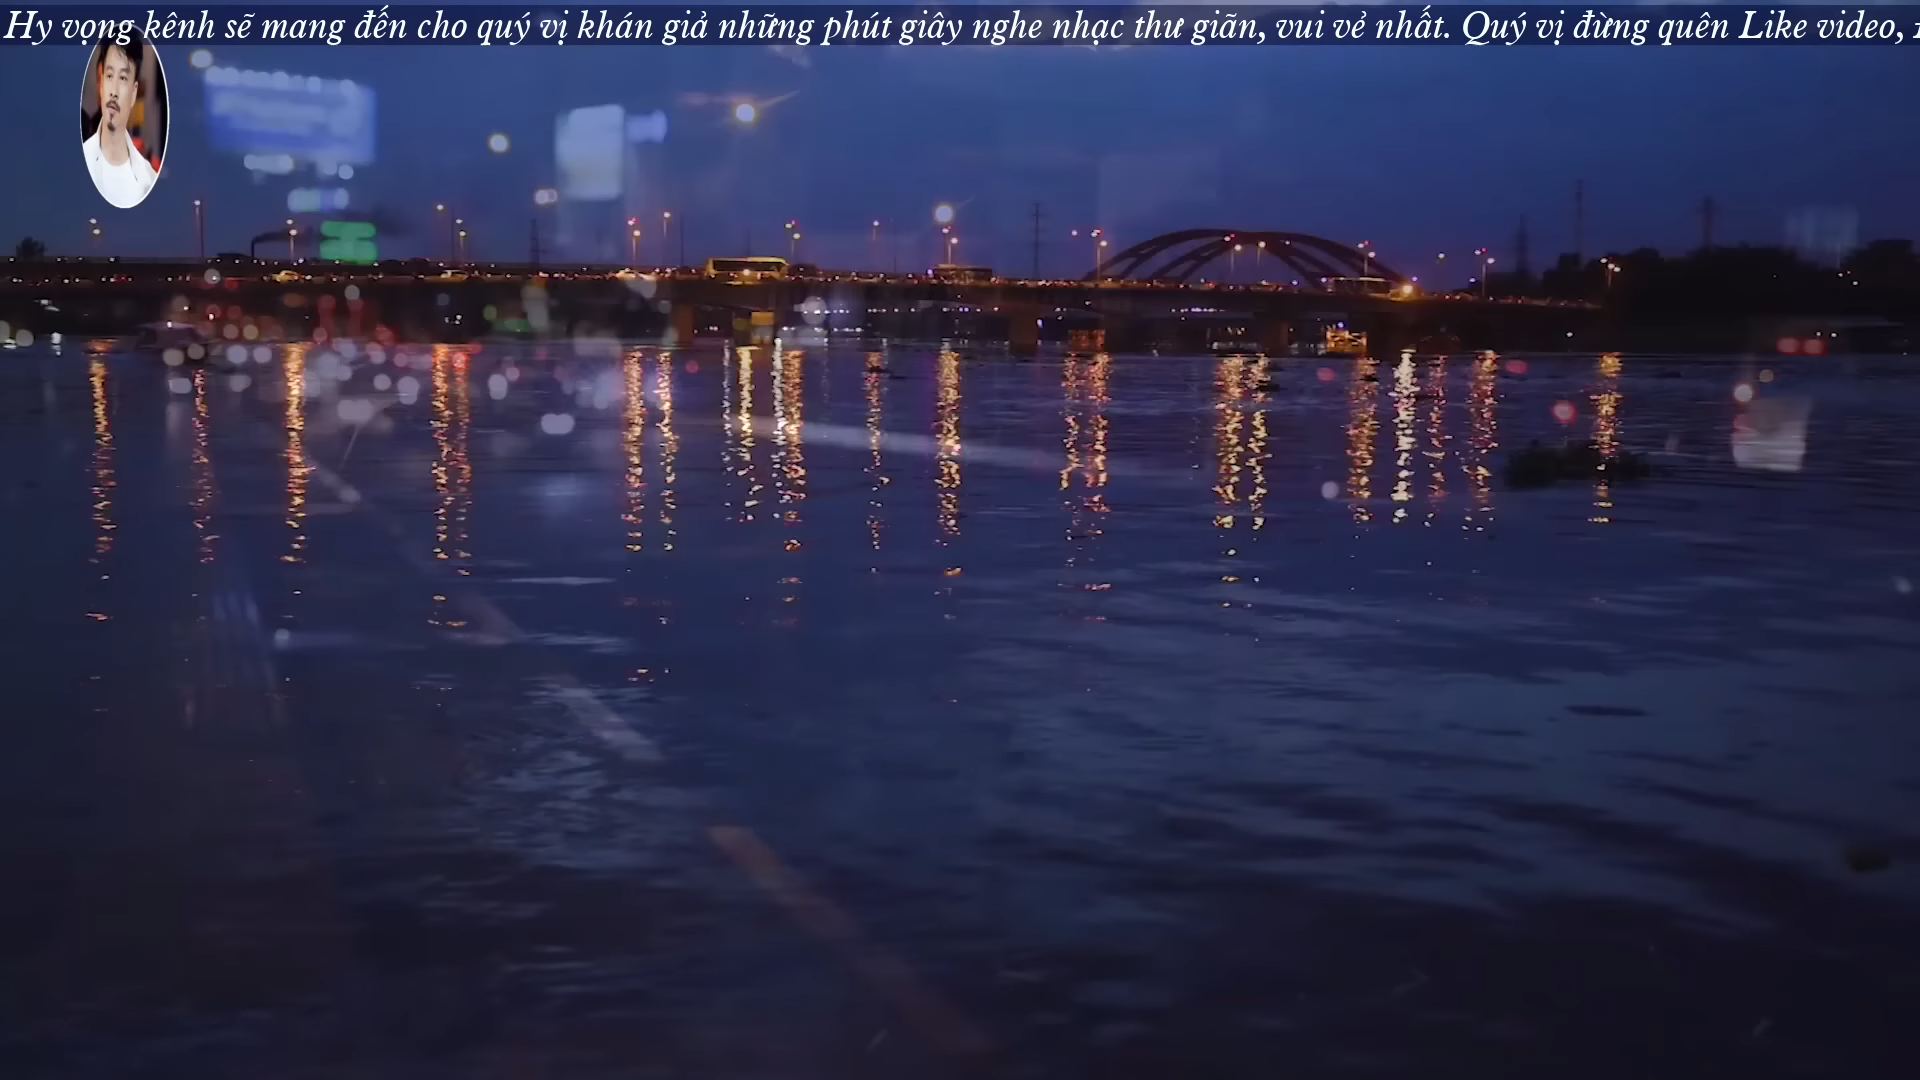 Hy vọng kênh sẽ mang đến cho quý vị khán giả những phút giây nghe nhạc thư giãn, vui vẻ nhất. Quý vị đừng quên Like video,